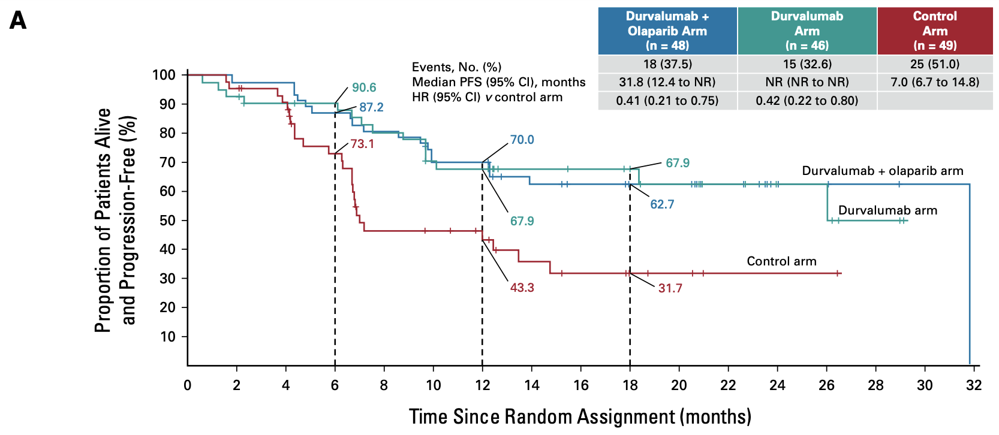 A
Durvalumab +
Olaparib Arm
(n = 48)
Durvalumab
Arm
(n = 46)
Control
Arm
(n = 49)
Events, No. (%)
18 (37.5)
15 (32.6)
25 (51.0)
Median PFS (95% CI), months
31.8 (12.4 to NR)
NR (NR to NR)
7.0 (6.7 to 14.8)
HR (95% CI) v control arm
0.41 (0.21 to 0.75)
0.42 (0.22 to 0.80)
Proportion of Patients Alive
and Progression-Free (%)
100
90
80
70
60
50
40
30
20
10
90.6
87.2
73.1
70.0
67.9
43.3
67.9
62.7
31.7
Durvalumab + olaparib arm
Durvalumab arm
Control arm
0 2 4 6 8 10 12 14 16 18 20 22 24 26 28 30 32
Time Since Random Assignment (months)